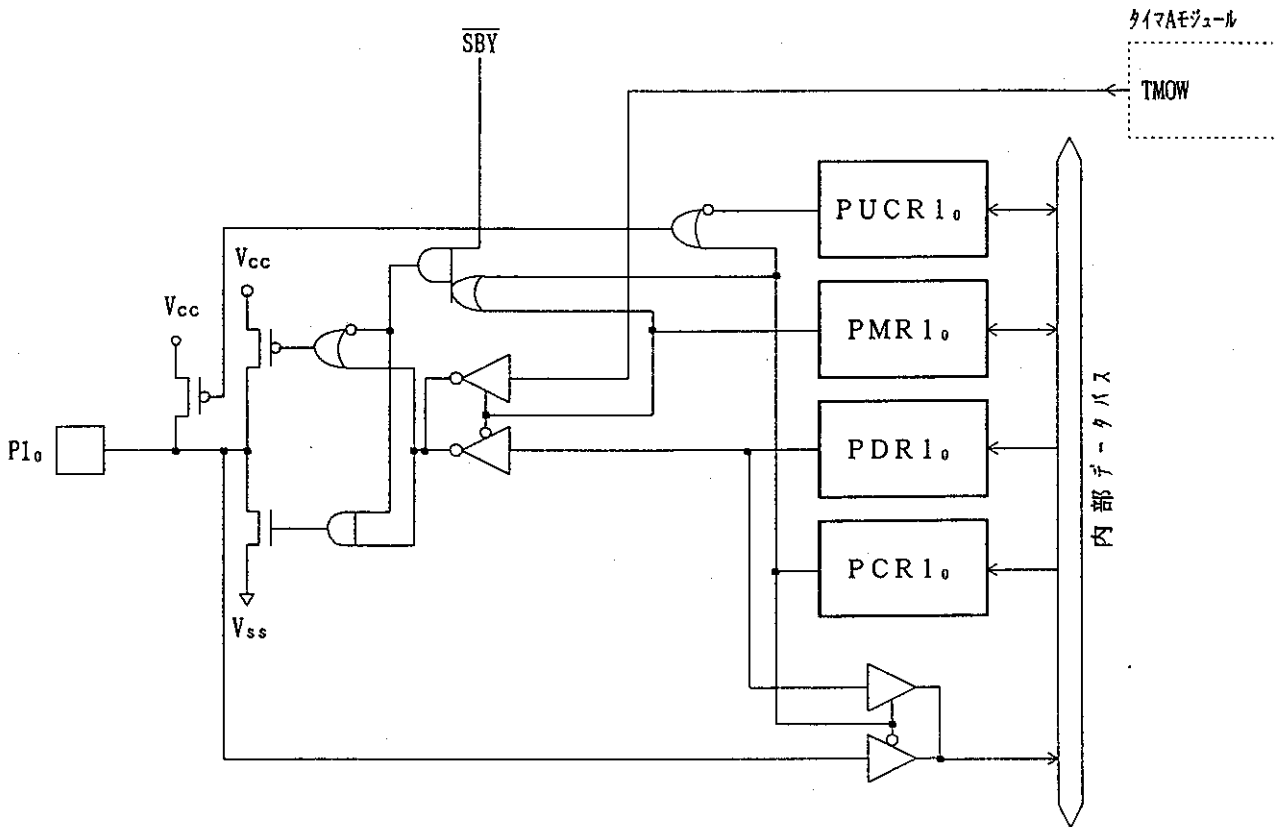 タイマAモジュール
SBY
TMOW
PUCR1₀
Vcc
Vcc
PMR1₀
PDR1₀
P1₀
PCR1₀
Vss
内部データバス